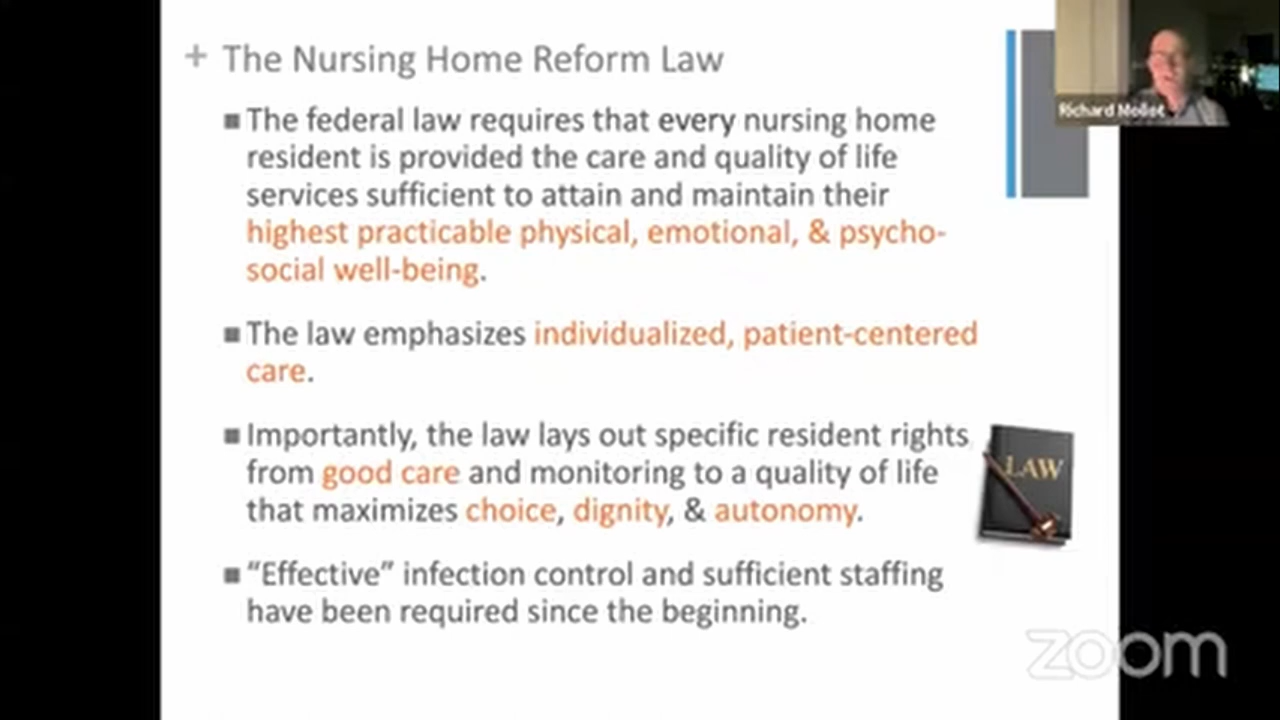 + The Nursing Home Reform Law
Richard Mollot
■ The federal law requires that every nursing home
resident is provided the care and quality of life
services sufficient to attain and maintain their
highest practicable physical, emotional, & psycho-
social well-being.
■ The law emphasizes individualized, patient-centered
care.
■ Importantly, the law lays out specific resident rights
from good care and monitoring to a quality of life
that maximizes choice, dignity, & autonomy.
LAW
■ “Effective” infection control and sufficient staffing
have been required since the beginning.
zoom